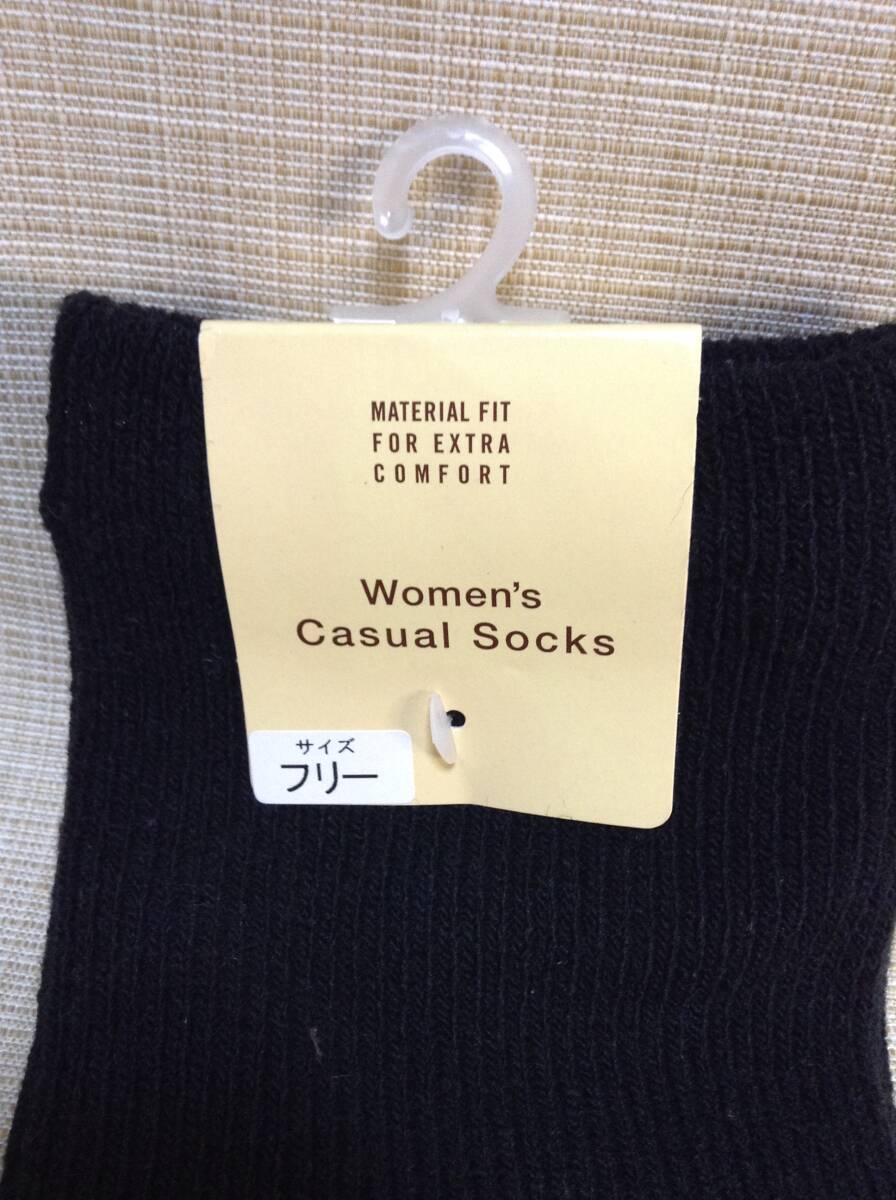 MATERIAL FIT
FOR EXTRA
COMFORT
Women's
Casual Socks
サイズ
フリー